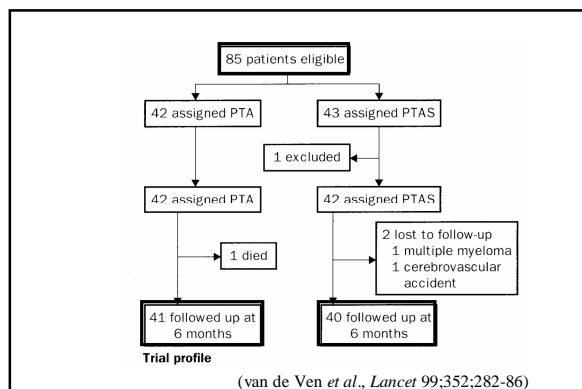 85 patients eligible
42 assigned PTA
43 assigned PTAS
1 excluded
42 assigned PTA
42 assigned PTAS
1 died
2 lost to follow-up
1 multiple myeloma
1 cerebrovascular
accident
41 followed up at
6 months
40 followed up at
6 months
Trial profile
(van de Ven et al., Lancet 99;352;282-86)